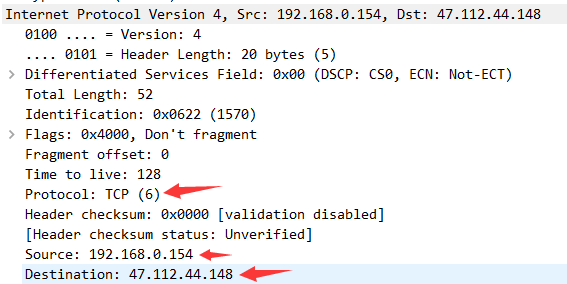 Internet Protocol Version 4, Src: 192.168.0.154, Dst: 47.112.44.148
0100 .... = Version: 4
.... 0101 = Header Length: 20 bytes (5)
Differentiated Services Field: 0x00 (DSCP: CS0, ECN: Not-ECT)
Total Length: 52
Identification: 0x0622 (1570)
Flags: 0x4000, Don't fragment
Fragment offset: 0
Time to live: 128
Protocol: TCP (6)
Header checksum: 0x0000 [validation disabled]
[Header checksum status: Unverified]
Source: 192.168.0.154
Destination: 47.112.44.148